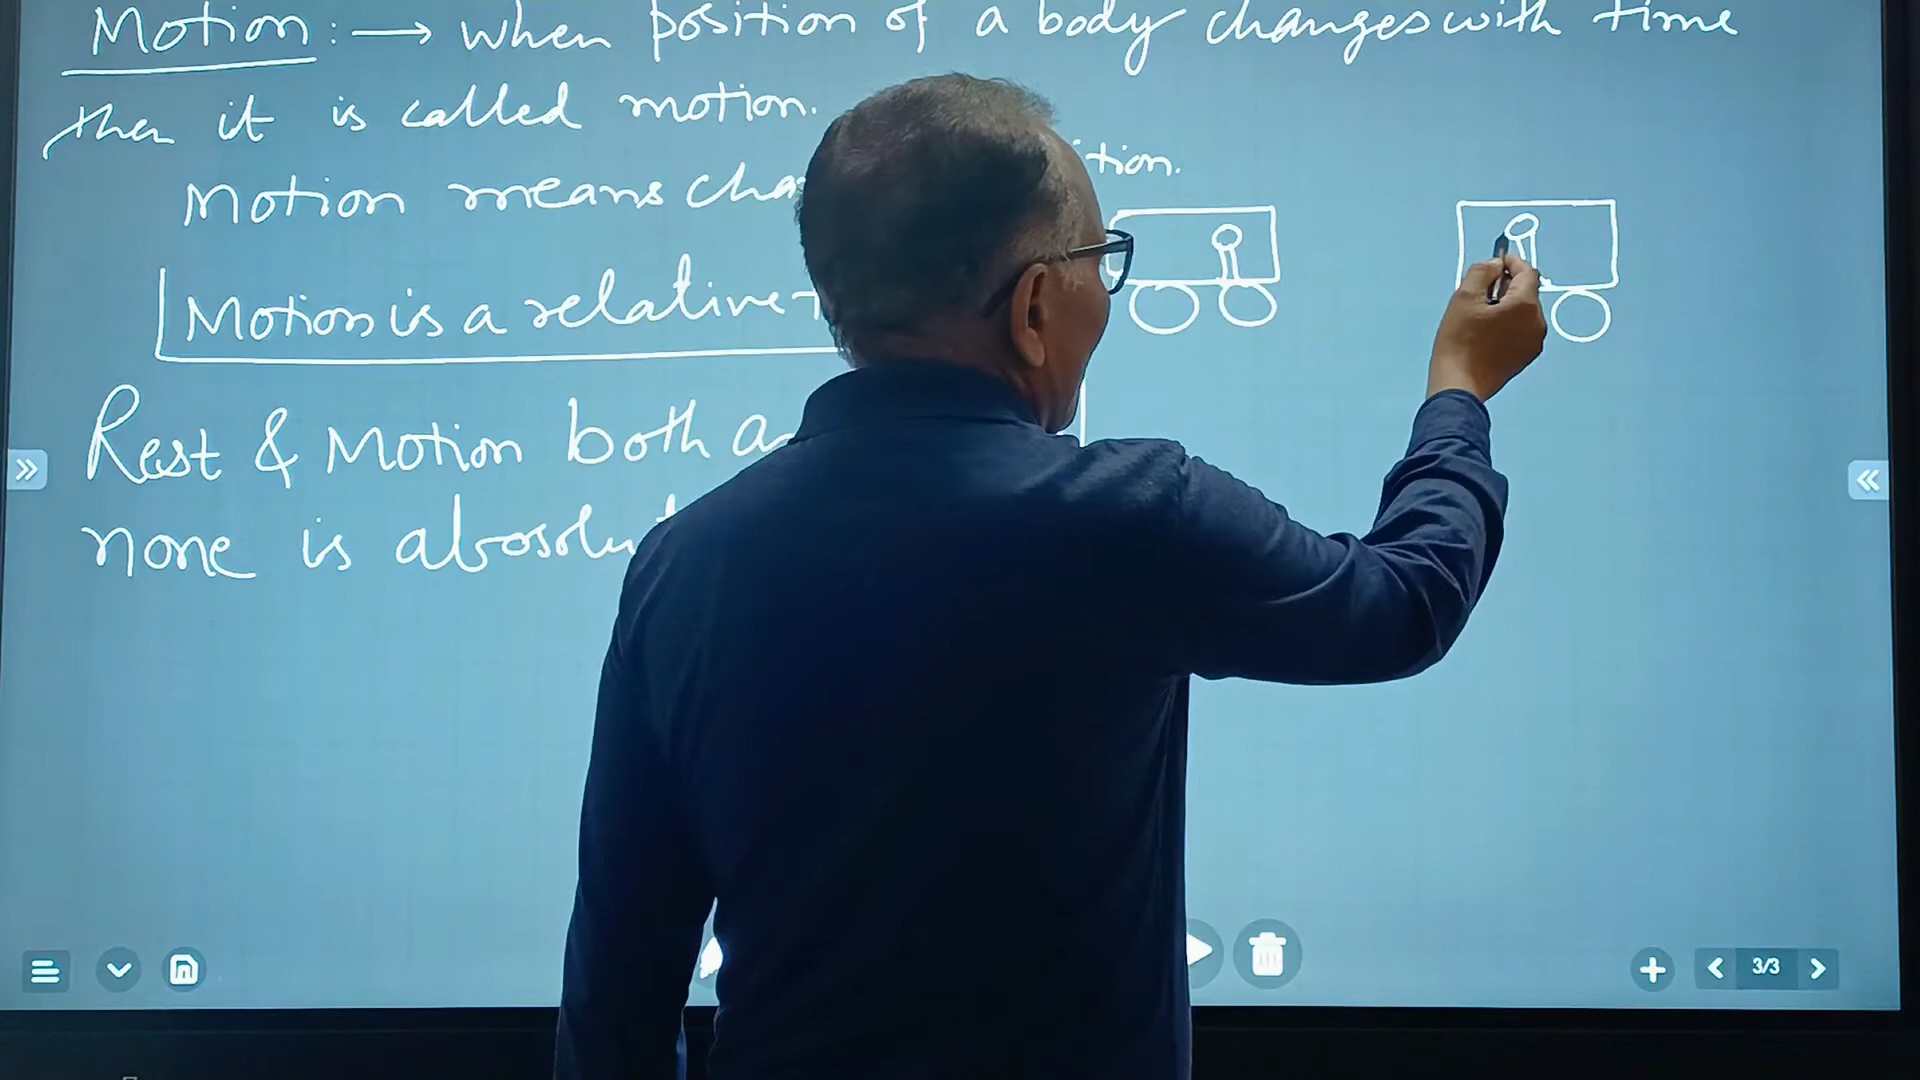 Motion :→ when position of a body changes with time
then it is called motion.
Motion means cha ition.
Motion is a relative
Rest & Motion both a
none is abosolu
3/3